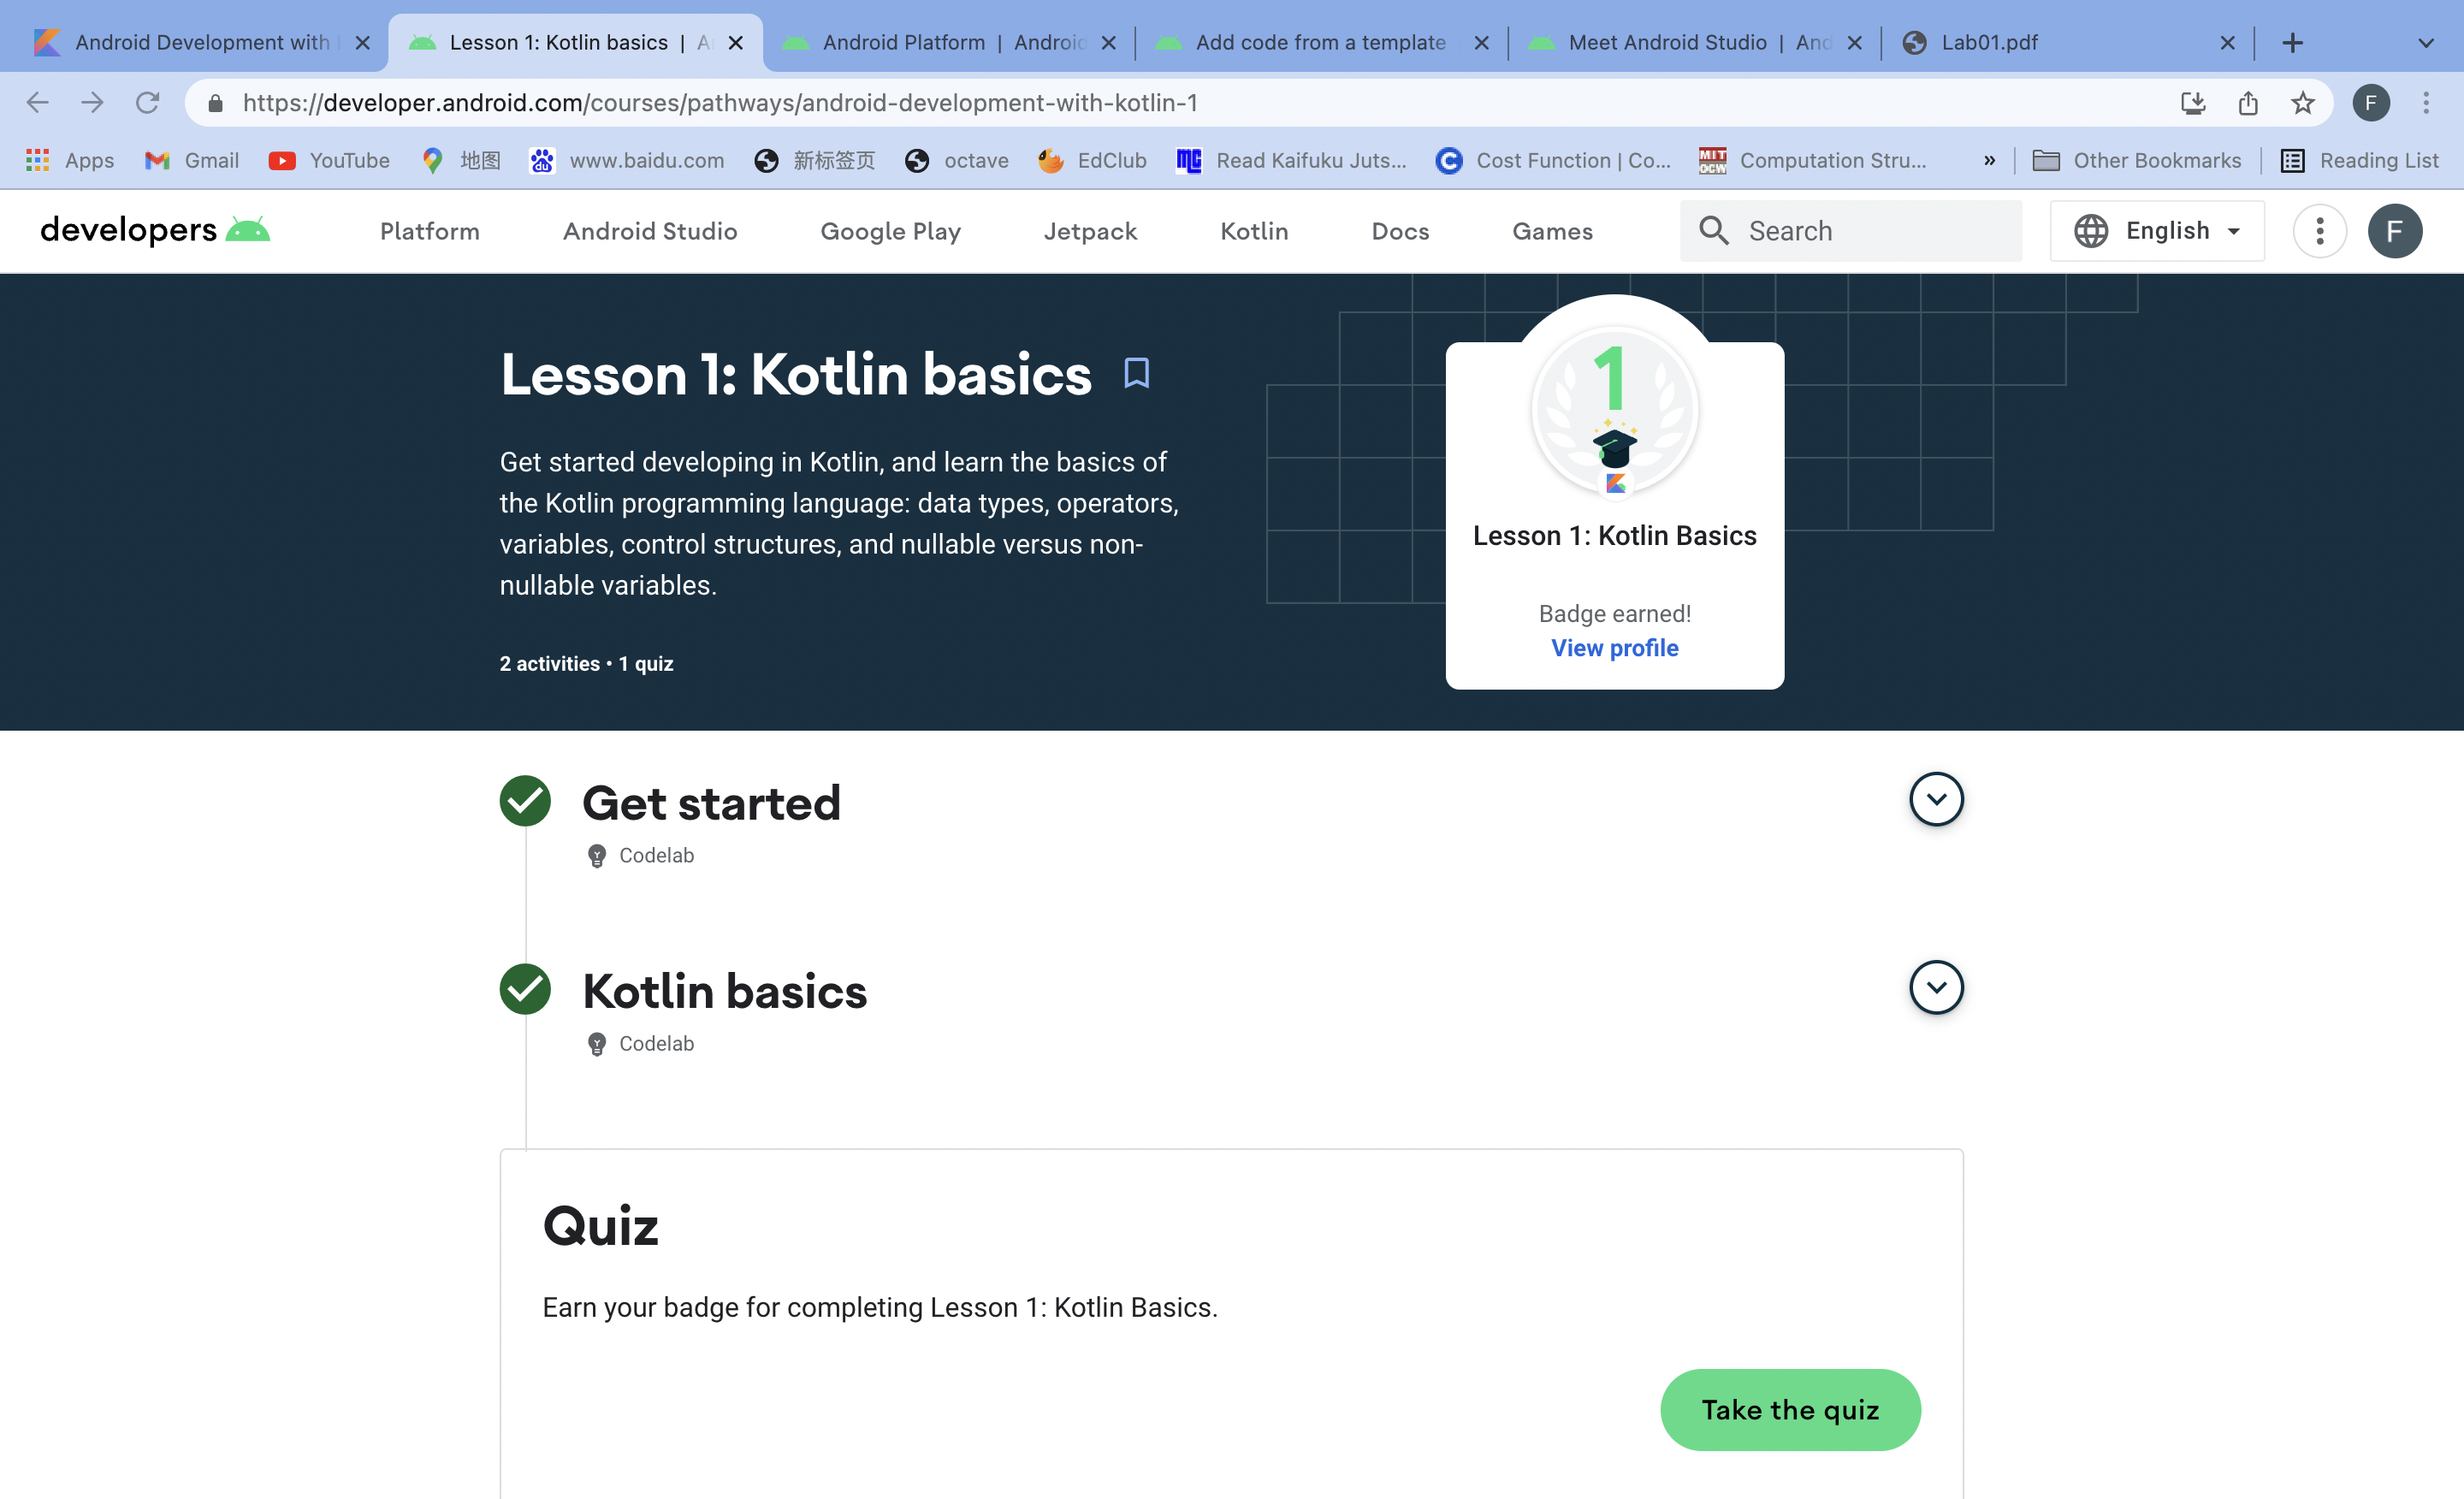 Android Development with
Lesson 1: Kotlin basics | A
Android Platform | Android
Add code from a template
Meet Android Studio | And
Lab01.pdf
https://developer.android.com/courses/pathways/android-development-with-kotlin-1
F
Apps
Gmail
YouTube
地图
www.baidu.com
新标签页
octave
EdClub
Read Kaifuku Juts...
Cost Function | Co...
MIT
OCW
Computation Stru...
»
Other Bookmarks
Reading List
developers
Platform
Android Studio
Google Play
Jetpack
Kotlin
Docs
Games
Search
English
F
Lesson 1: Kotlin basics
Get started developing in Kotlin, and learn the basics of
the Kotlin programming language: data types, operators,
variables, control structures, and nullable versus non-
nullable variables.
2 activities • 1 quiz
1
Lesson 1: Kotlin Basics
Badge earned!
View profile
Get started
Codelab
Kotlin basics
Codelab
Quiz
Earn your badge for completing Lesson 1: Kotlin Basics.
Take the quiz